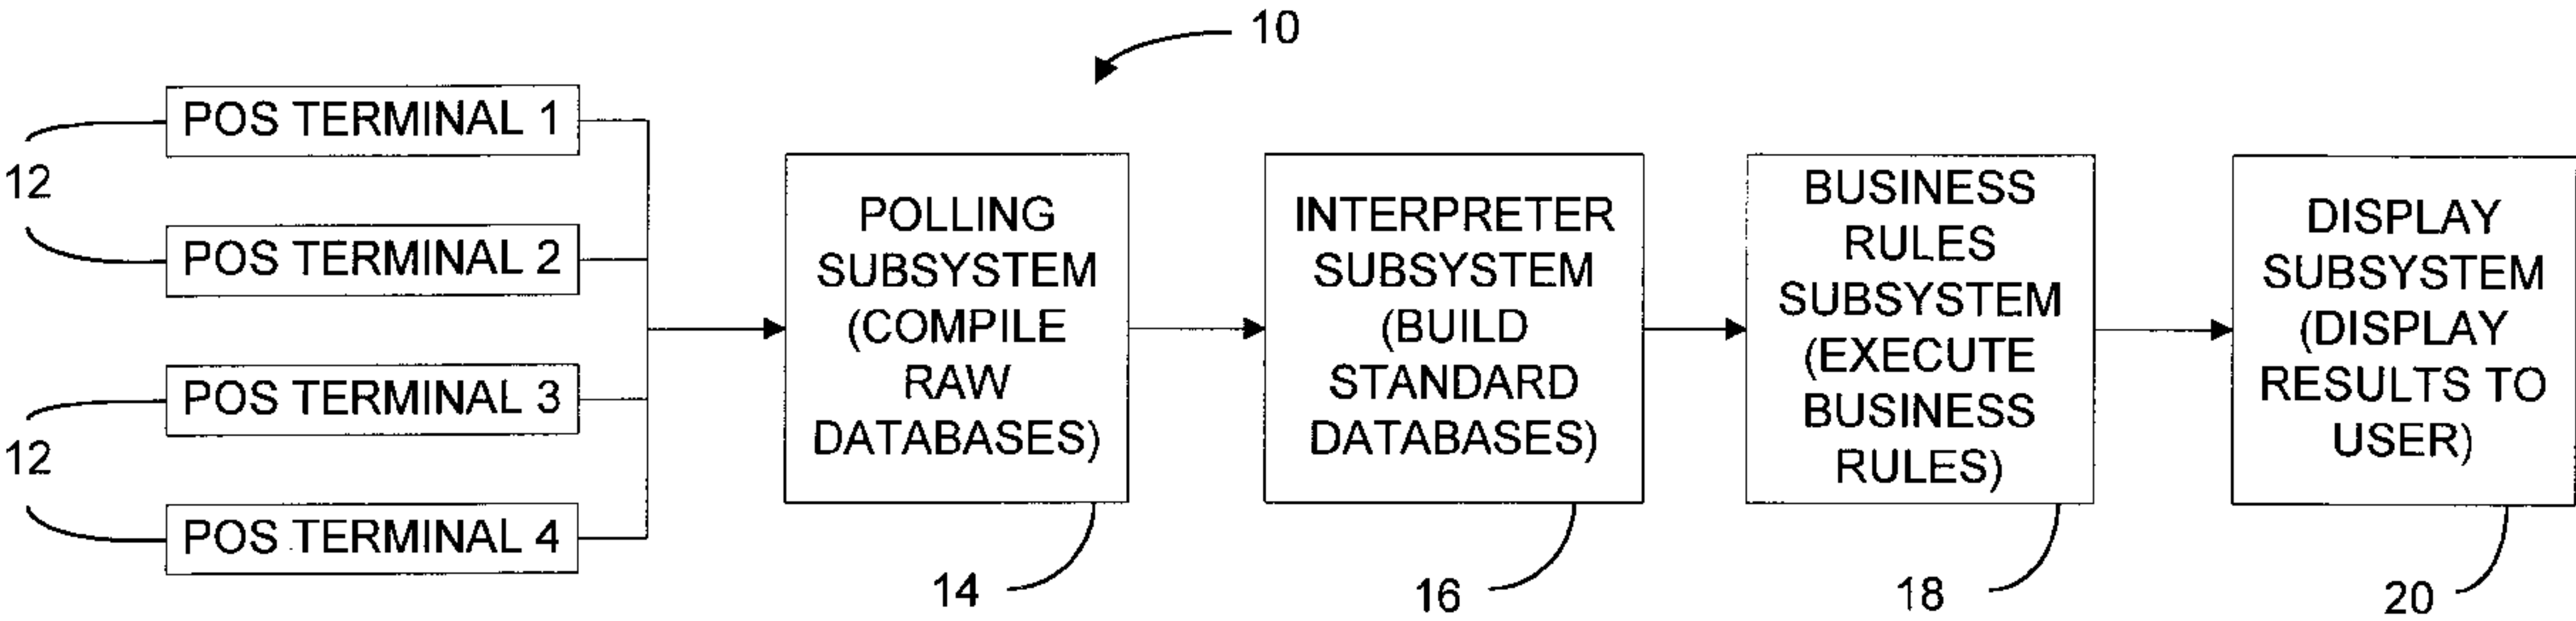 10
POS TERMINAL 1
12
POS TERMINAL 2
POS TERMINAL 3
12
POS TERMINAL 4
POLLING
SUBSYSTEM
(COMPILE
RAW
DATABASES)
14
INTERPRETER
SUBSYSTEM
(BUILD
STANDARD
DATABASES)
16
BUSINESS
RULES
SUBSYSTEM
(EXECUTE
BUSINESS
RULES)
18
DISPLAY
SUBSYSTEM
(DISPLAY
RESULTS TO
USER)
20